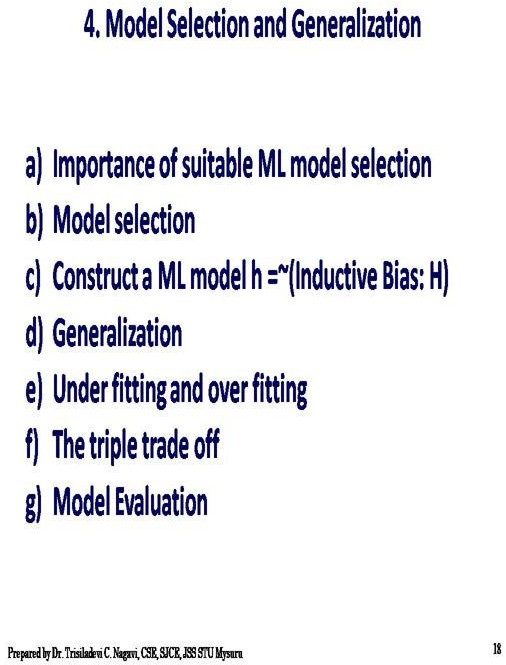 4. Model Selection and Generalization
a) Importance of suitable ML model selection
b) Model selection
c) Construct a ML model h =~(Inductive Bias: H)
d) Generalization
e) Under fitting and over fitting
f) The triple trade off
g) Model Evaluation
Prepared by Dr. Trisiladevi C. Nagavi, CSE, SJCE, JSS STU Mysuru
18